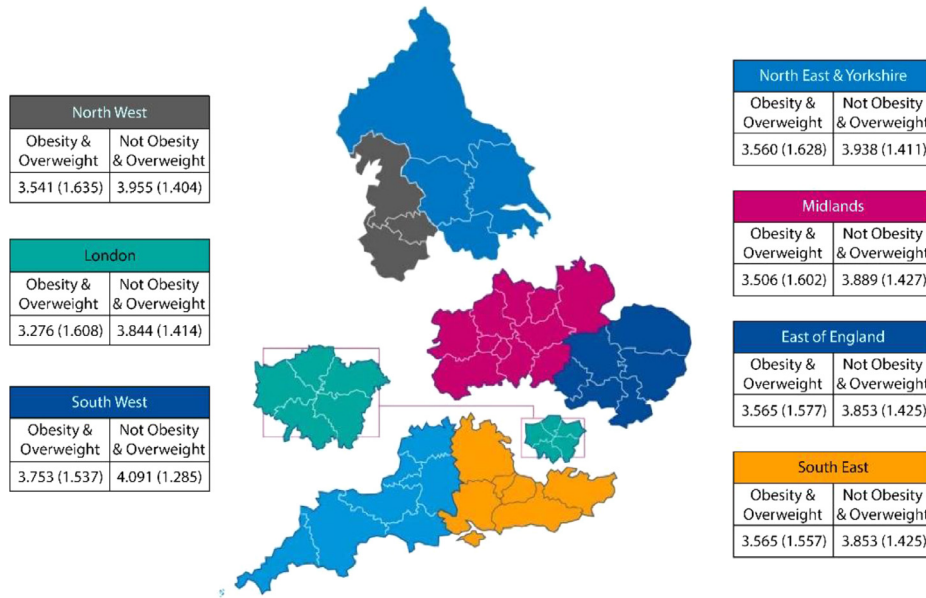 North West
Obesity & Overweight
Not Obesity & Overweight
3.541 (1.635)
3.955 (1.404)
London
Obesity & Overweight
Not Obesity & Overweight
3.276 (1.608)
3.844 (1.414)
South West
Obesity & Overweight
Not Obesity & Overweight
3.753 (1.537)
4.091 (1.285)
North East & Yorkshire
Obesity & Overweight
Not Obesity & Overweight
3.560 (1.628)
3.938 (1.411)
Midlands
Obesity & Overweight
Not Obesity & Overweight
3.506 (1.602)
3.889 (1.427)
East of England
Obesity & Overweight
Not Obesity & Overweight
3.565 (1.577)
3.853 (1.425)
South East
Obesity & Overweight
Not Obesity & Overweight
3.565 (1.557)
3.853 (1.425)